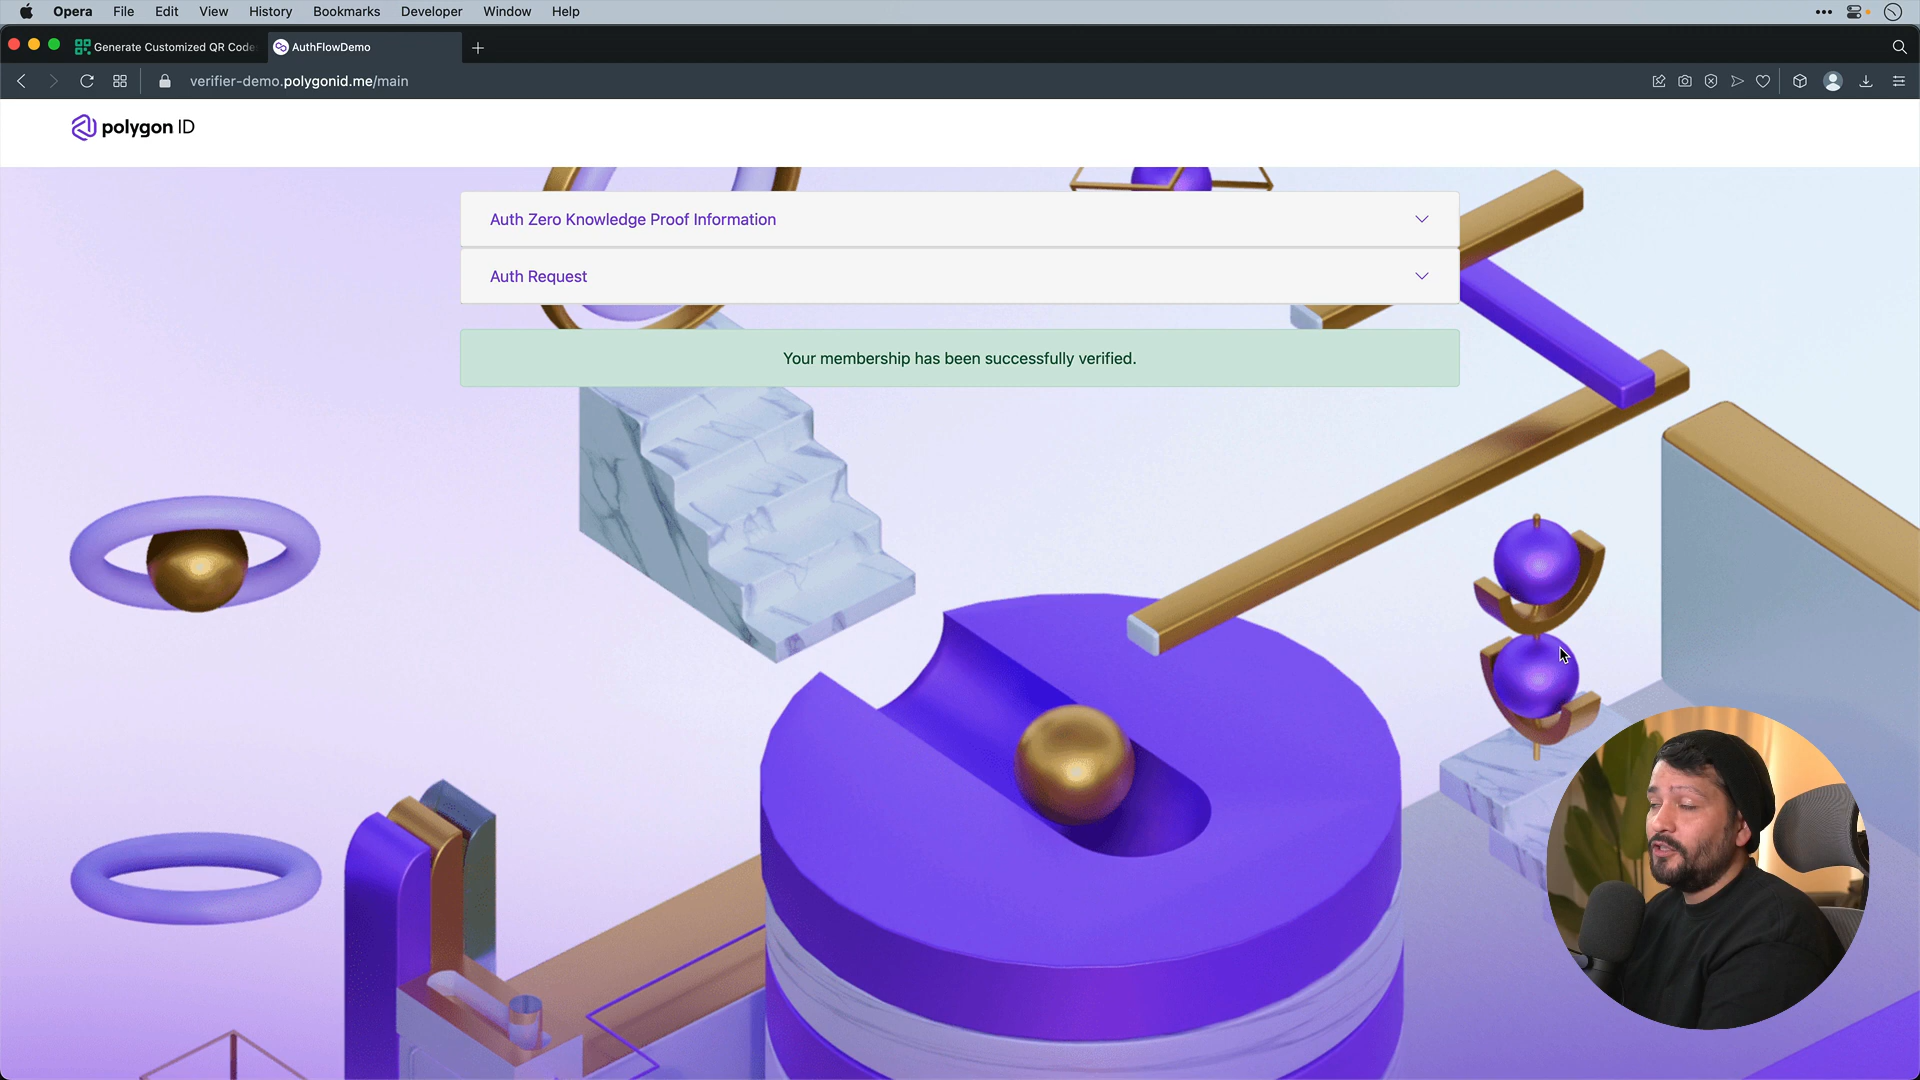 Opera File Edit View History Bookmarks Developer Window Help
Generate Customized QR Code
AuthFlowDemo
verifier-demo.polygonid.me/main
polygon ID
Auth Zero Knowledge Proof Information
Auth Request
Your membership has been successfully verified.